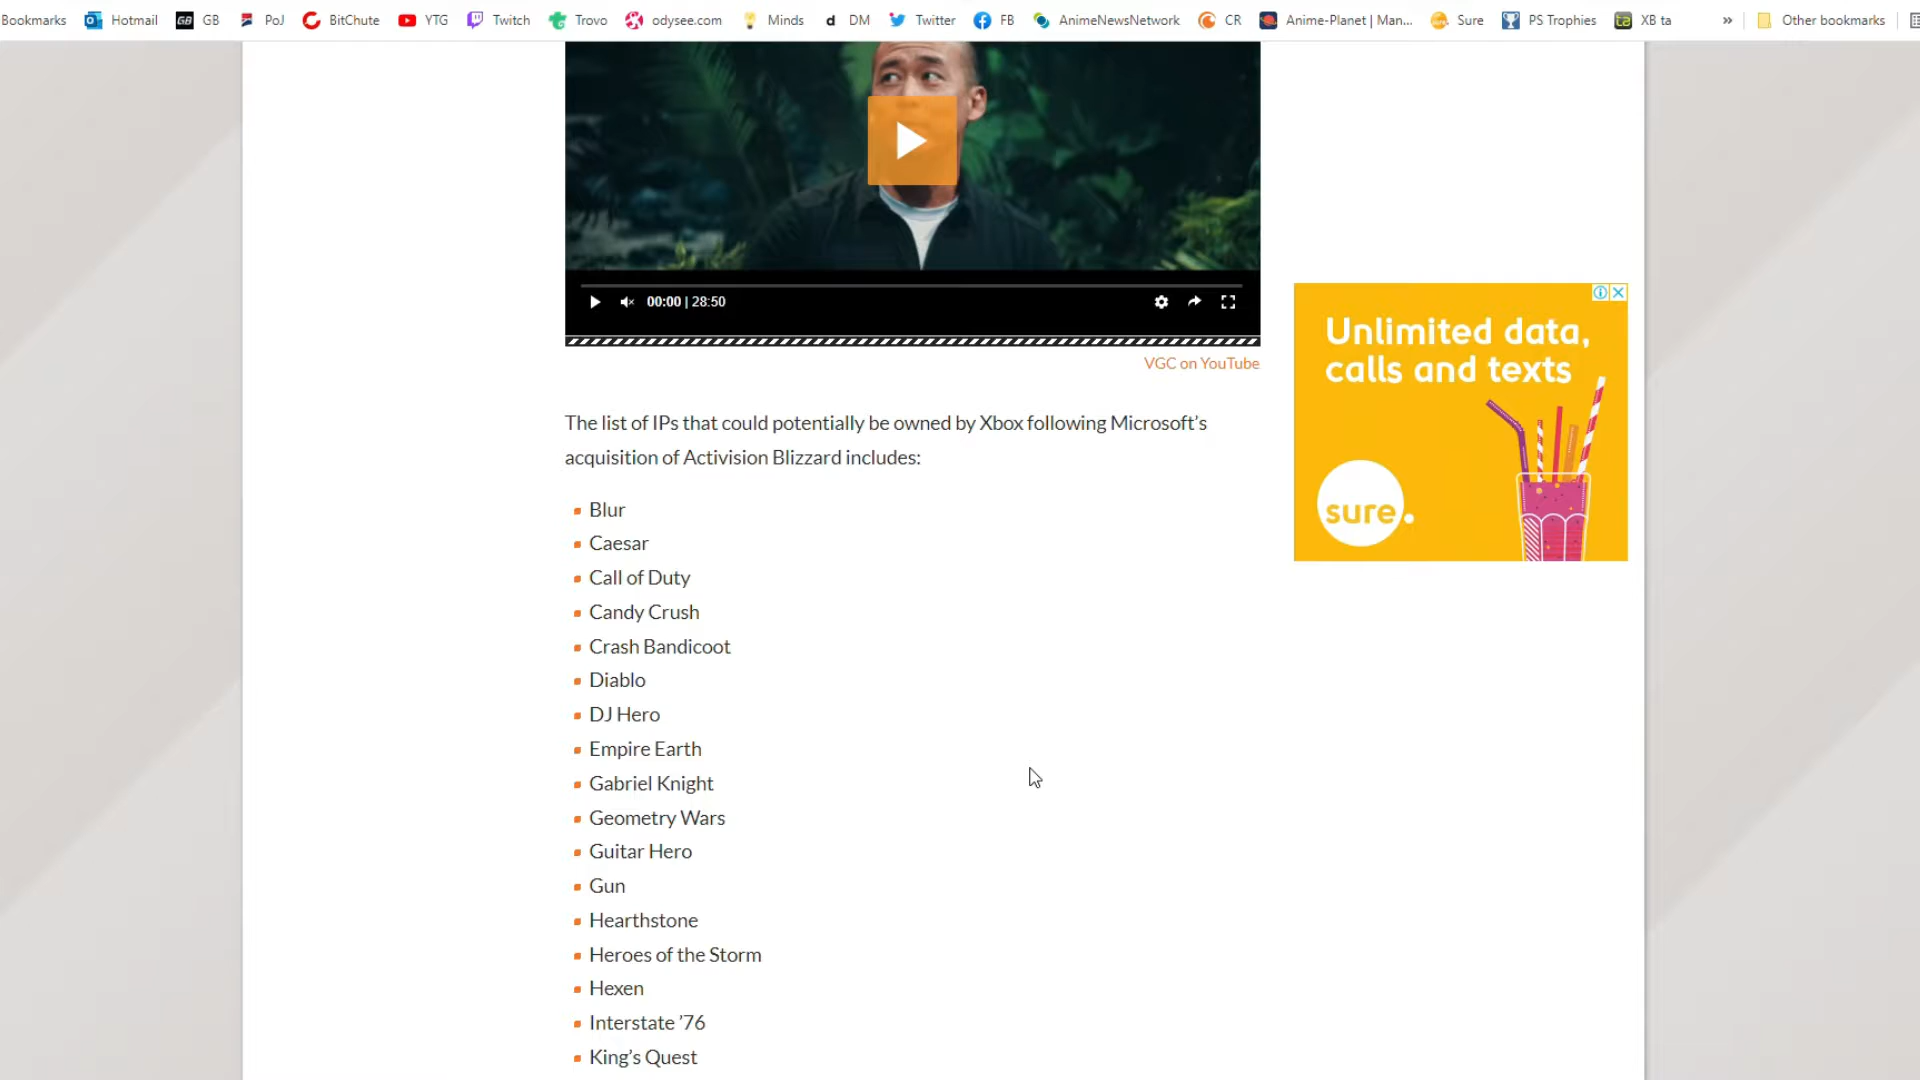 Bookmarks Hotmail GB GB PoJ BitChute YTG Twitch Trovo odysee.com Minds d DM Twitter FB AnimeNewsNetwork CR Anime-Planet | Man... Sure PS Trophies ta XB ta » Other bookmarks
00:00 | 28:50
VGC on YouTube
Unlimited data,
calls and texts
sure.
The list of IPs that could potentially be owned by Xbox following Microsoft’s
acquisition of Activision Blizzard includes:
Blur
Caesar
Call of Duty
Candy Crush
Crash Bandicoot
Diablo
DJ Hero
Empire Earth
Gabriel Knight
Geometry Wars
Guitar Hero
Gun
Hearthstone
Heroes of the Storm
Hexen
Interstate ’76
King’s Quest